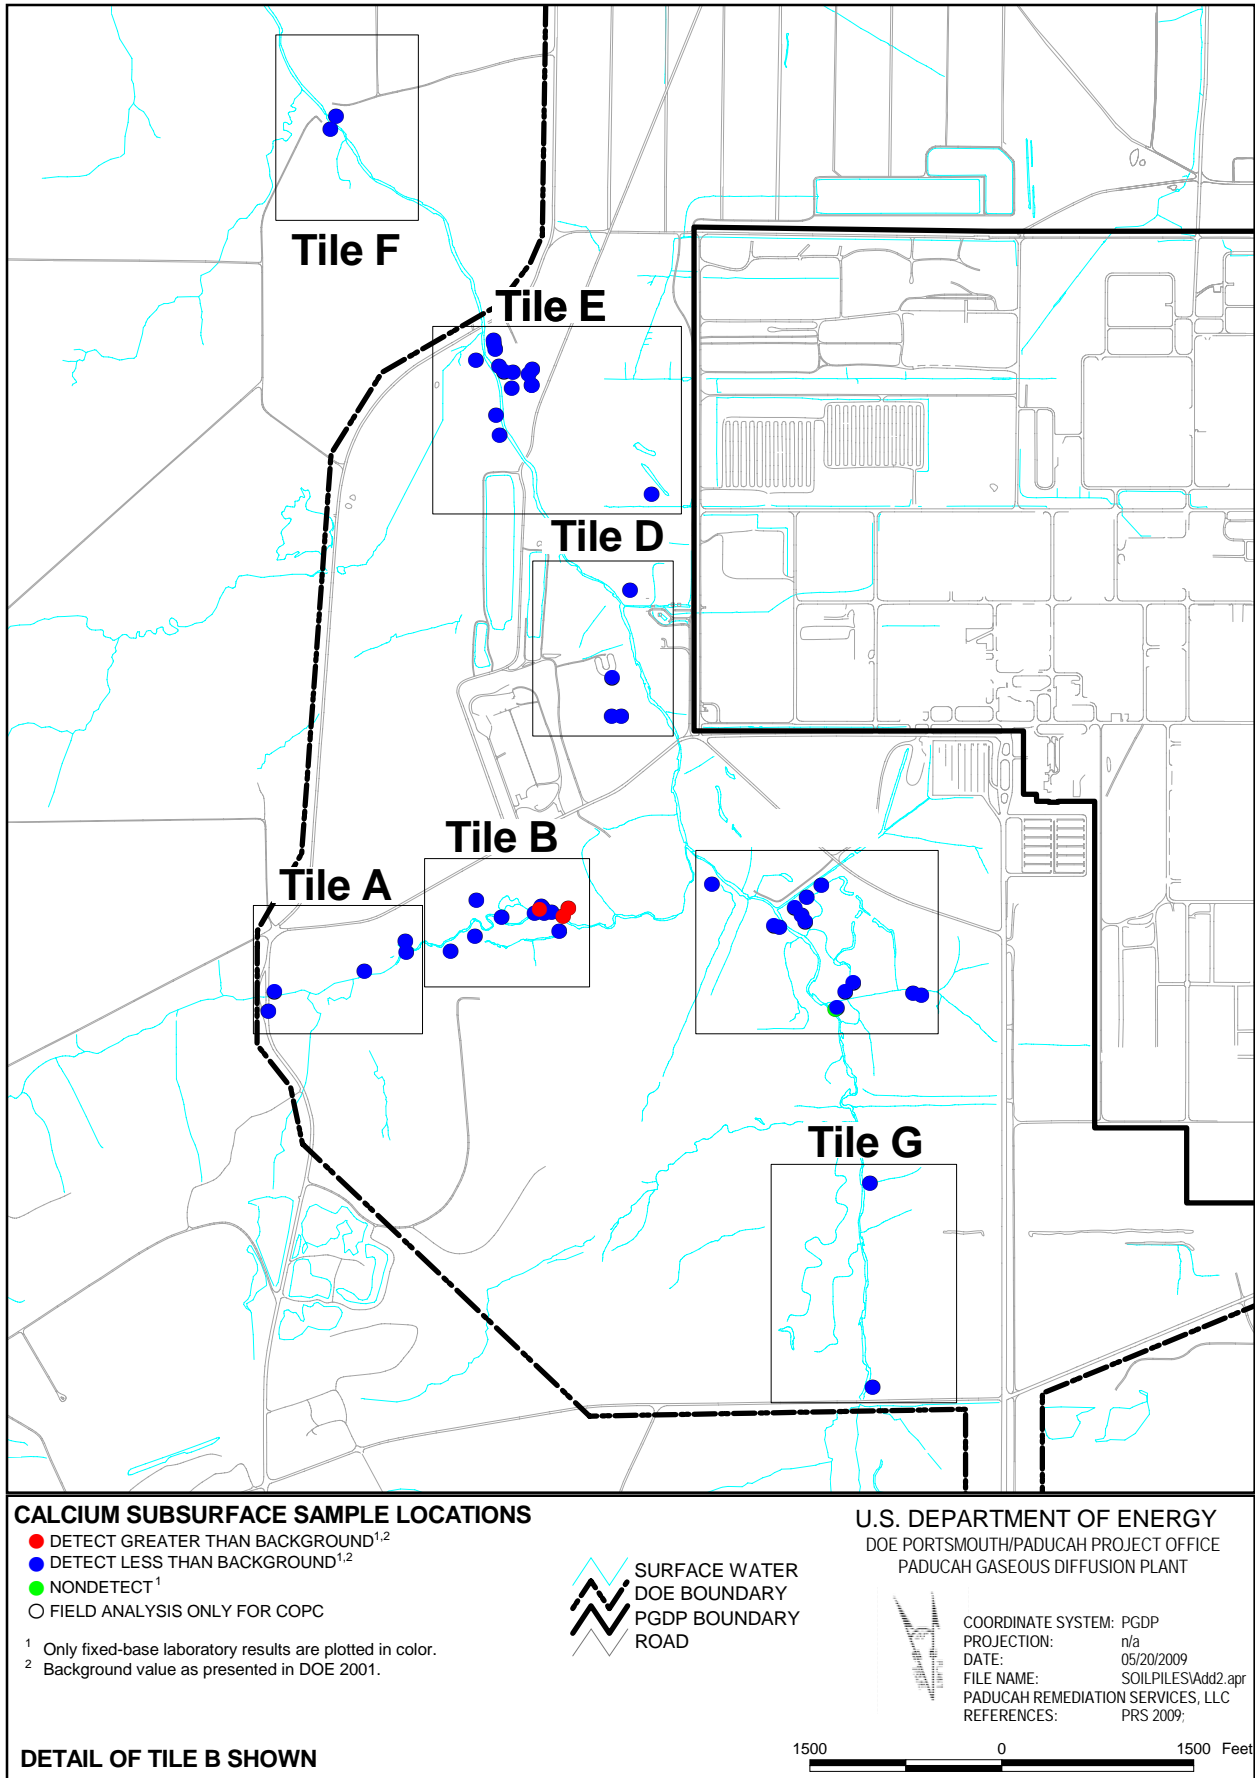 Tile F
Tile E
Tile D
Tile B
Tile A
Tile G
CALCIUM SUBSURFACE SAMPLE LOCATIONS
DETECT GREATER THAN BACKGROUND1,2
DETECT LESS THAN BACKGROUND1,2
NONDETECT1
FIELD ANALYSIS ONLY FOR COPC
1 Only fixed-base laboratory results are plotted in color.
2 Background value as presented in DOE 2001.
DETAIL OF TILE B SHOWN
SURFACE WATER
DOE BOUNDARY
PGDP BOUNDARY
ROAD
U.S. DEPARTMENT OF ENERGY
DOE PORTSMOUTH/PADUCAH PROJECT OFFICE
PADUCAH GASEOUS DIFFUSION PLANT
COORDINATE SYSTEM: PGDP
PROJECTION: n/a
DATE: 05/20/2009
FILE NAME: SOILPILES\Add2.apr
PADUCAH REMEDIATION SERVICES, LLC
REFERENCES: PRS 2009;
1500 0 1500 Feet